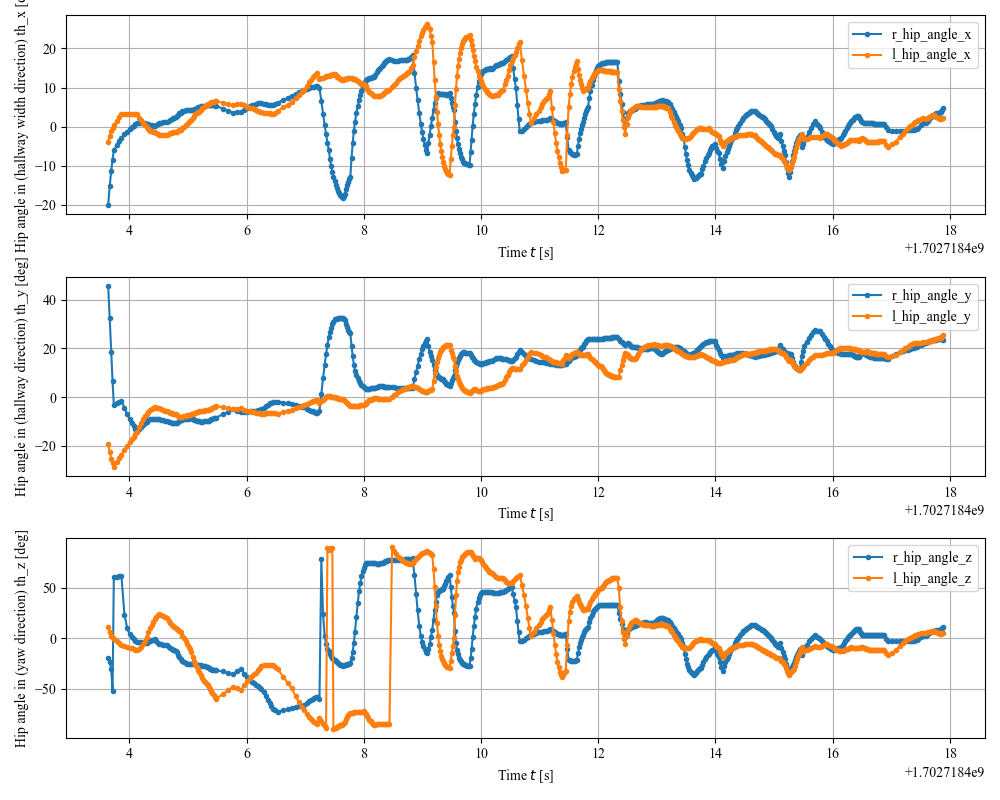 Hip angle in (hallway width direction) th_x [d
20
10
0
−10
−20
r_hip_angle_x
l_hip_angle_x
4
6
8
10
12
14
16
18
Time t [s]
+1.7027184e9
Hip angle in (hallway direction) th_y [deg]
40
20
0
−20
r_hip_angle_y
l_hip_angle_y
4
6
8
10
12
14
16
18
Time t [s]
+1.7027184e9
Hip angle in (yaw direction) th_z [deg]
50
0
−50
r_hip_angle_z
l_hip_angle_z
4
6
8
10
12
14
16
18
Time t [s]
+1.7027184e9